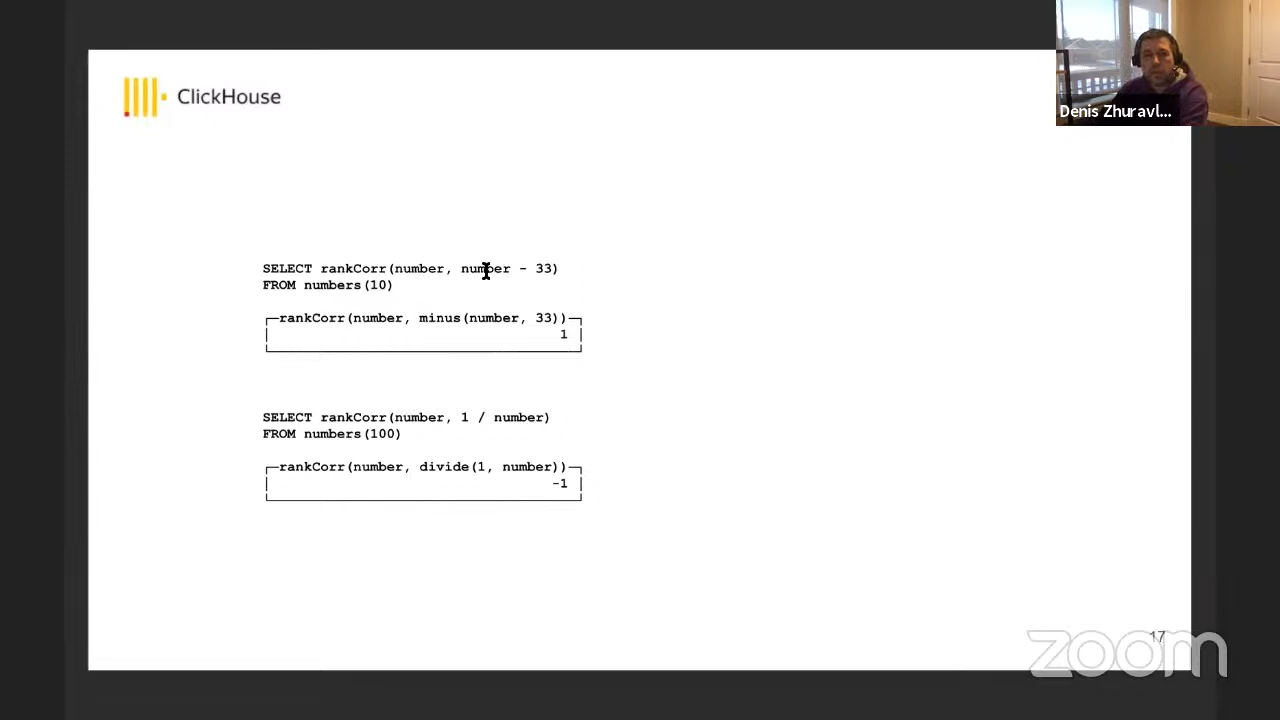 ClickHouse
Denis Zhuravl...
SELECT rankCorr(number, number - 33)
FROM numbers(10)
rankCorr(number, minus(number, 33))
1
SELECT rankCorr(number, 1 / number)
FROM numbers(100)
rankCorr(number, divide(1, number))
-1
17
zoom